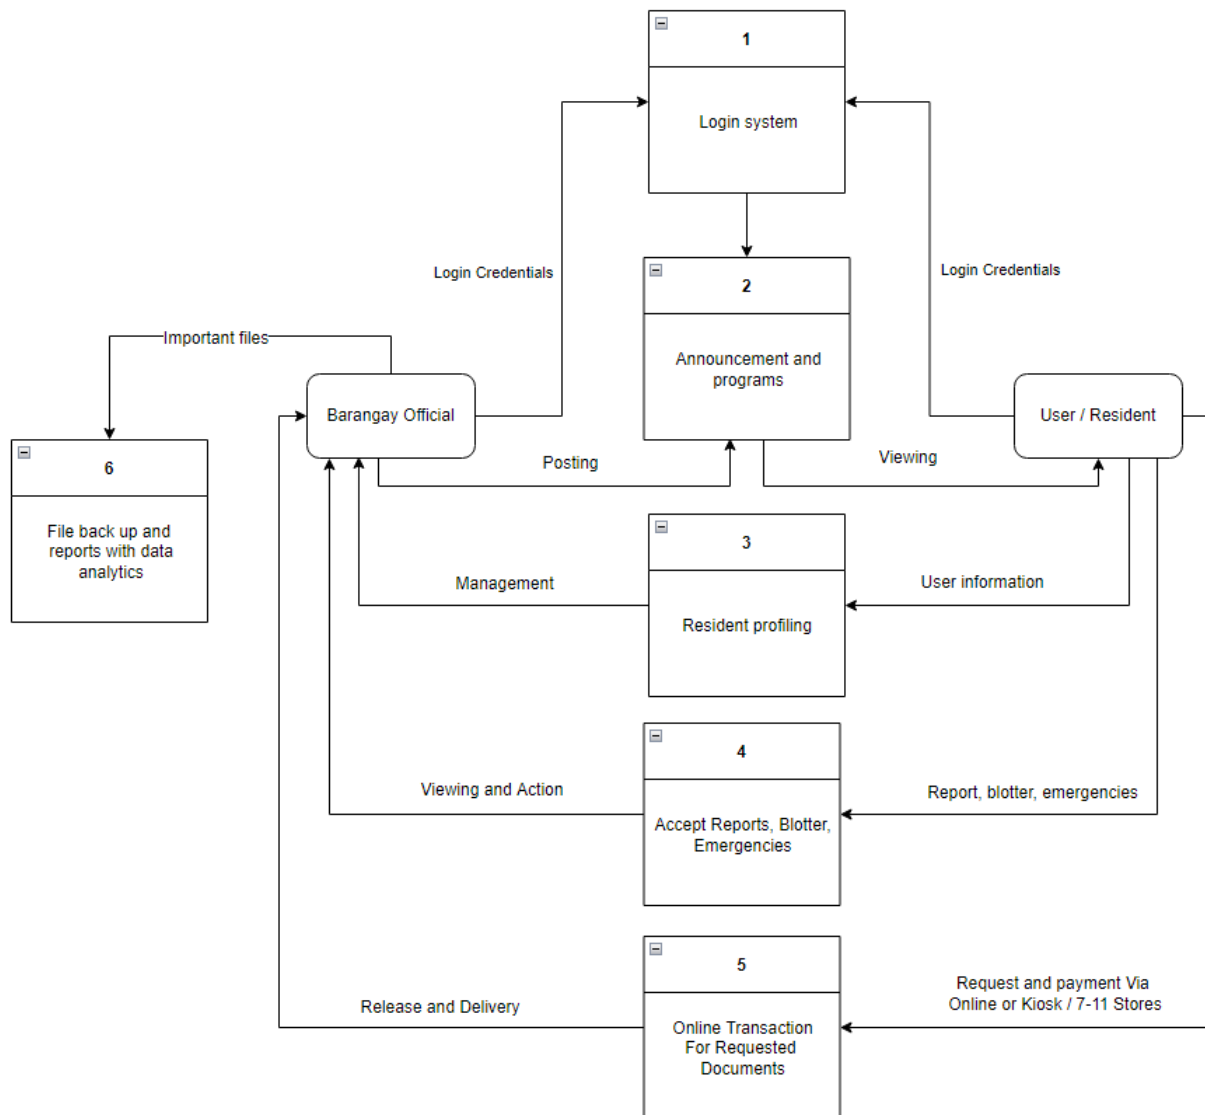 1
Login system
Login Credentials
Login Credentials
2
Announcement and
programs
Important files
Barangay Official
User / Resident
Posting
Viewing
6
File back up and
reports with data
analytics
3
Resident profiling
Management
User information
4
Accept Reports, Blotter,
Emergencies
Viewing and Action
Report, blotter, emergencies
5
Online Transaction
For Requested
Documents
Release and Delivery
Request and payment Via
Online or Kiosk / 7-11 Stores